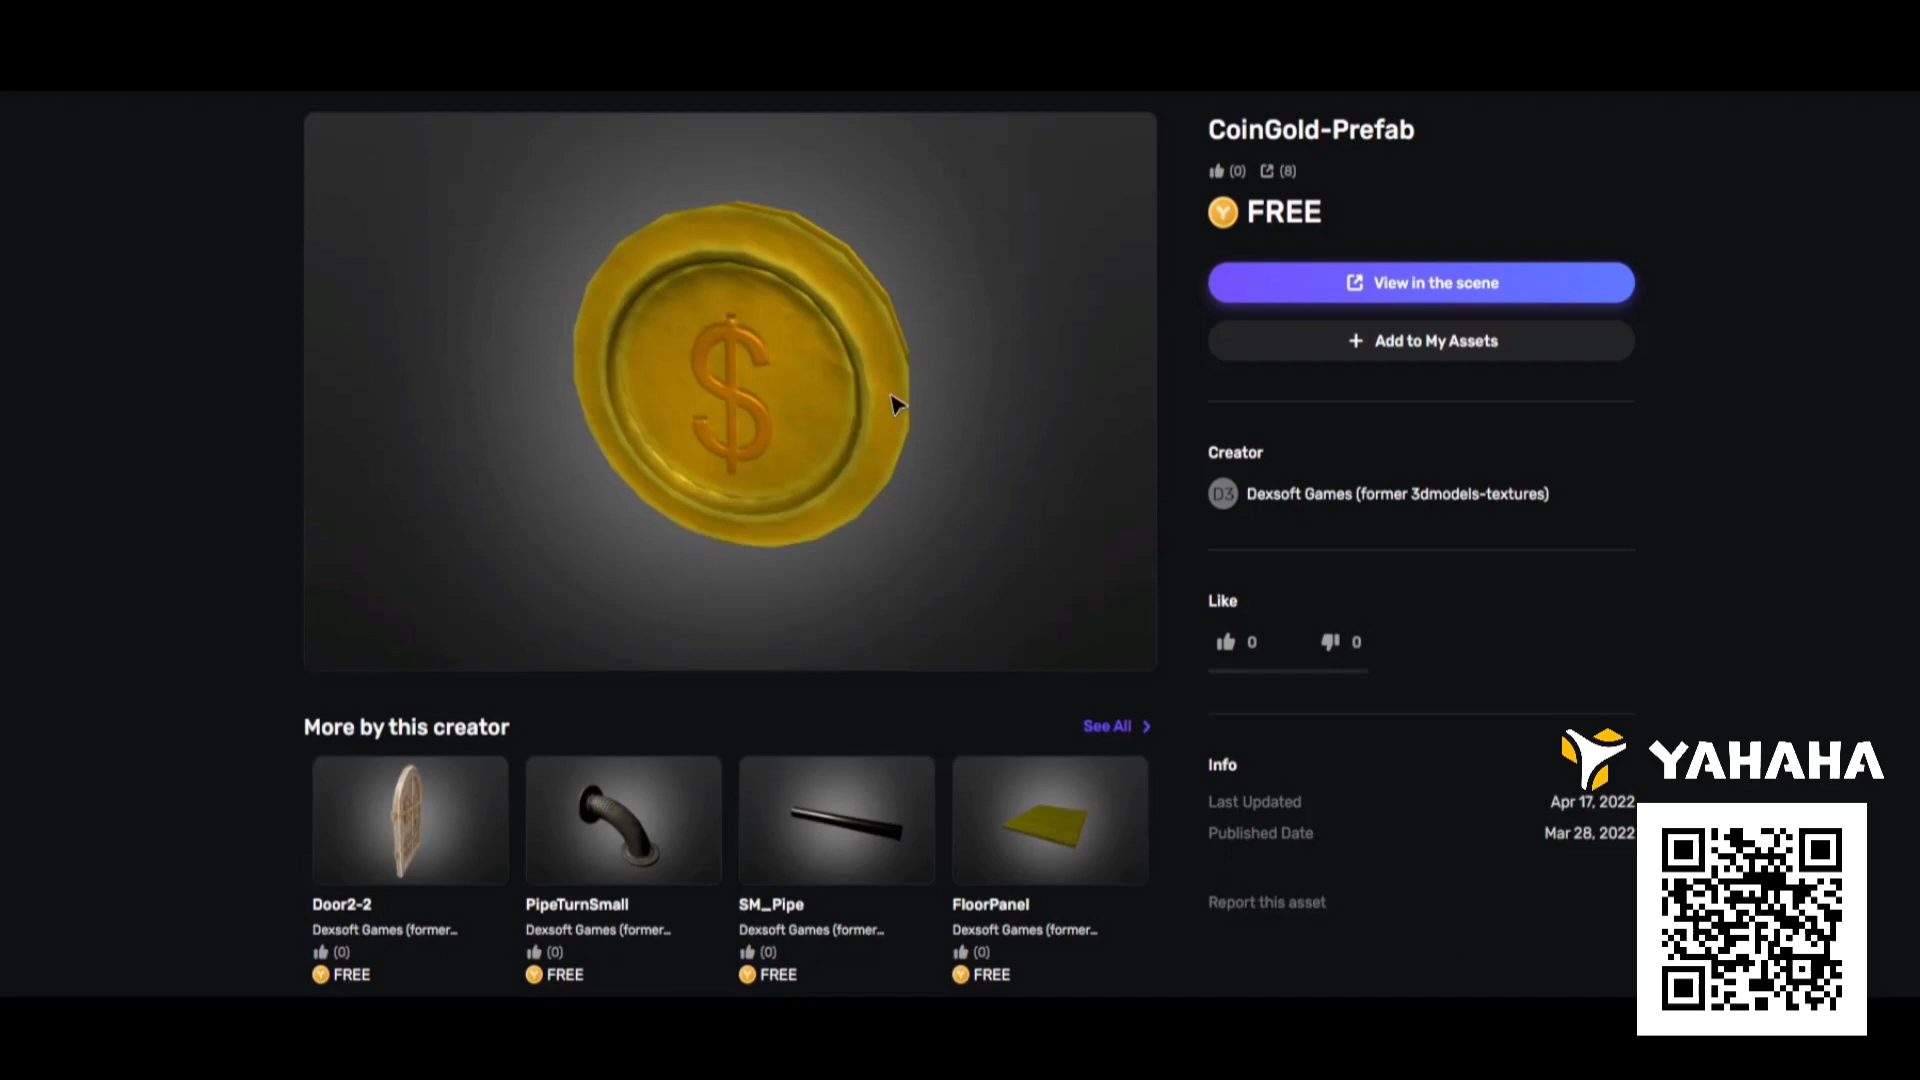 CoinGold-Prefab
(0) (8)
FREE
View in the scene
+ Add to My Assets
Creator
D3 Dexsoft Games (former 3dmodels-textures)
Like
0 0
Info
Last Updated Apr 17, 2022
Published Date Mar 28, 2022
Report this asset
$
More by this creator
See All >
Door2-2
Dexsoft Games (former...
(0)
FREE
PipeTurnSmall
Dexsoft Games (former...
(0)
FREE
SM_Pipe
Dexsoft Games (former...
(0)
FREE
FloorPanel
Dexsoft Games (former...
(0)
FREE
YAHAHA